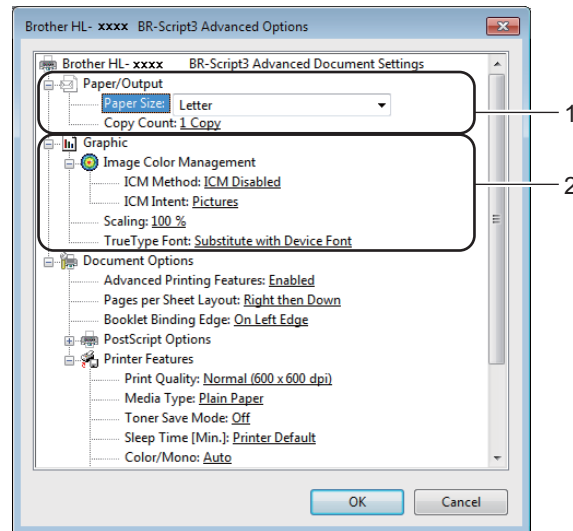 Brother HL- xxxx BR-Script3 Advanced Options
Brother HL- xxxx BR-Script3 Advanced Document Settings
Paper/Output
Paper Size: Letter
Copy Count: 1 Copy
1
Graphic
Image Color Management
ICM Method: ICM Disabled
2
ICM Intent: Pictures
Scaling: 100 %
TrueType Font: Substitute with Device Font
Document Options
Advanced Printing Features: Enabled
Pages per Sheet Layout: Right then Down
Booklet Binding Edge: On Left Edge
PostScript Options
Printer Features
Print Quality: Normal (600 x 600 dpi)
Media Type: Plain Paper
Toner Save Mode: Off
Sleep Time [Min.]: Printer Default
Color/Mono: Auto
OK Cancel